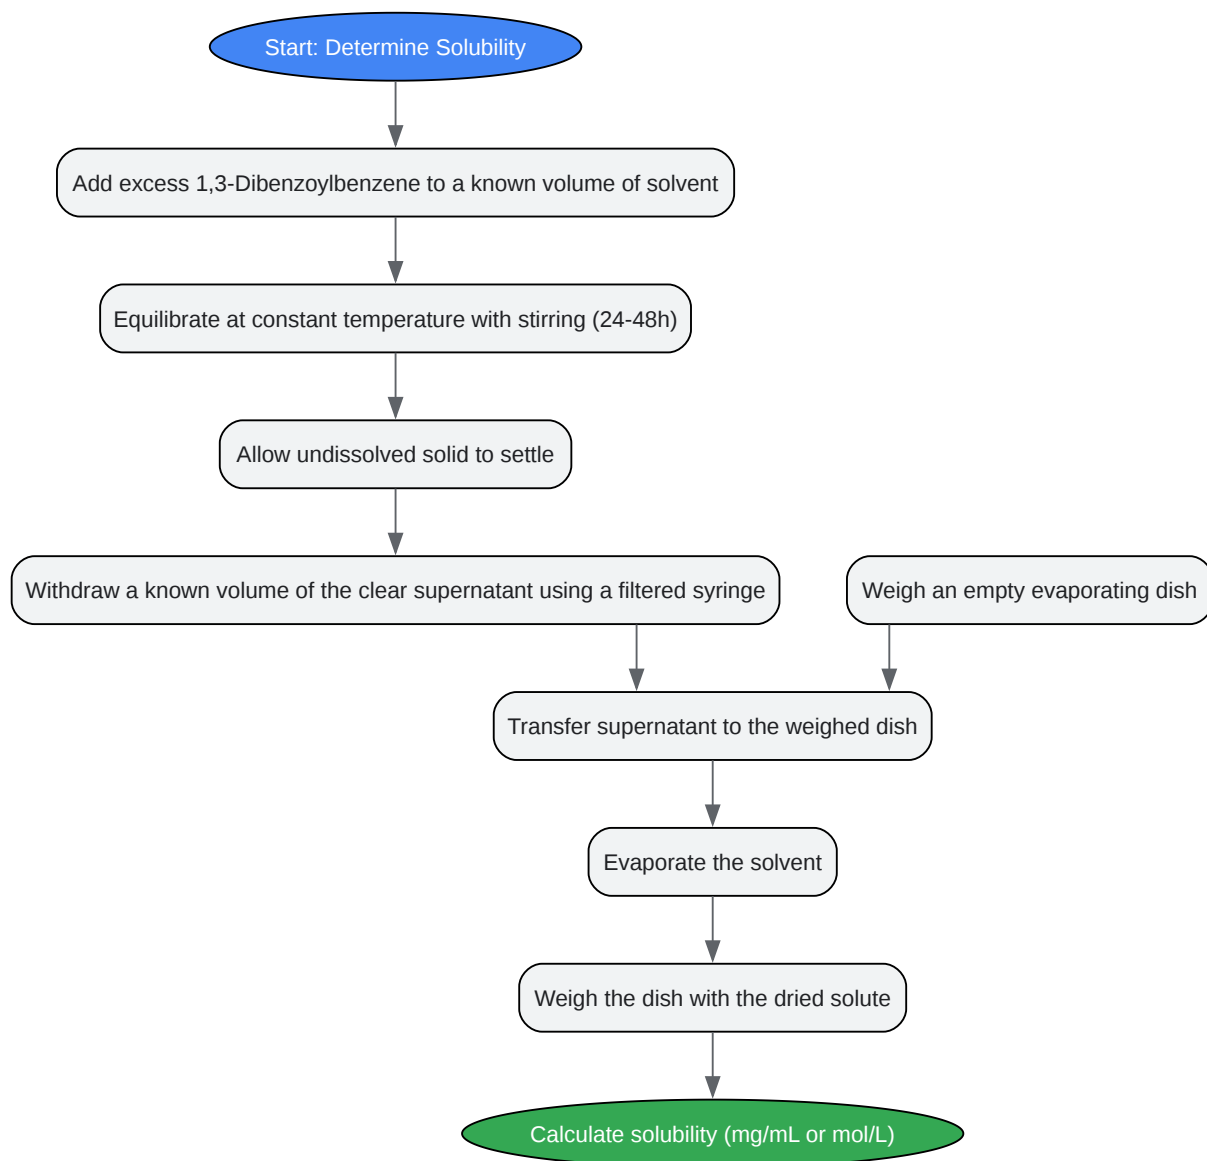 Start: Determine Solubility
Add excess 1,3-Dibenzoylbenzene to a known volume of solvent
Equilibrate at constant temperature with stirring (24-48h)
Allow undissolved solid to settle
Withdraw a known volume of the clear supernatant using a filtered syringe
Weigh an empty evaporating dish
Transfer supernatant to the weighed dish
Evaporate the solvent
Weigh the dish with the dried solute
Calculate solubility (mg/mL or mol/L)